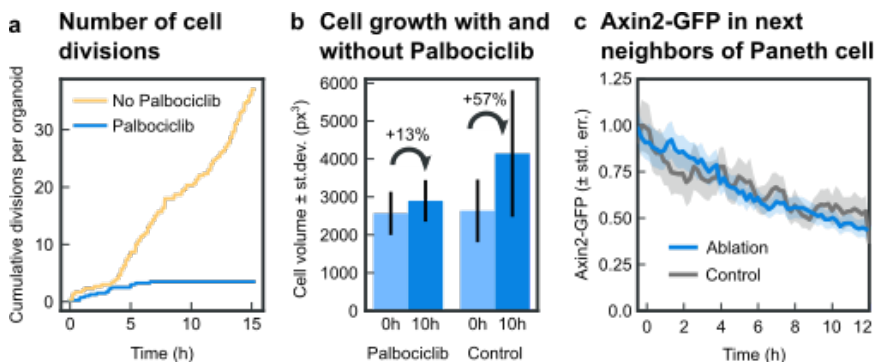 a Number of cell
divisions
Cumulative divisions per organoid
30
20
10
0
No Palbociclib
Palbociclib
0 5 10 15
Time (h)
b Cell growth with and
without Palbociclib
Cell volume ± st.dev. (px³)
6000
5000
4000
3000
2000
1000
0
+13%
+57%
0h 10h 0h 10h
Palbociclib Control
c Axin2-GFP in next
neighbors of Paneth cell
Axin2-GFP (± std. err.)
1.25
1.00
0.75
0.50
0.25
0.0
Ablation
Control
0 2 4 6 8 10 12
Time (h)